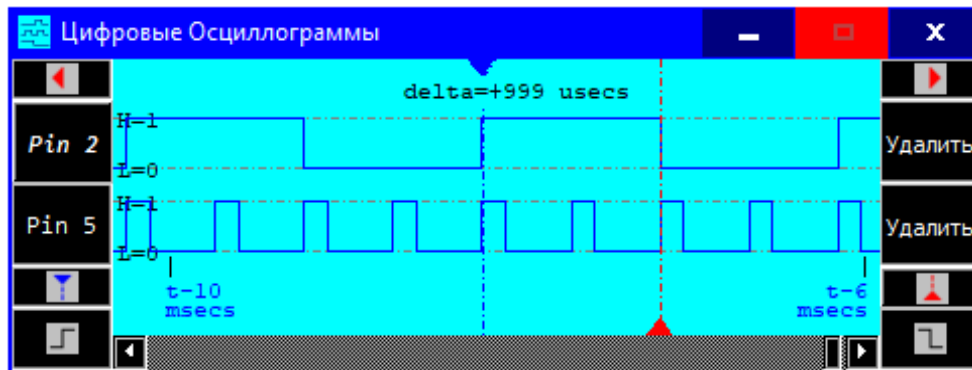 Цифровые Осциллограммы
delta=+999 usecs
Pin 2
H=1
L=0
Удалить
Pin 5
H=1
L=0
Удалить
t-10
msecs
t-6
msecs